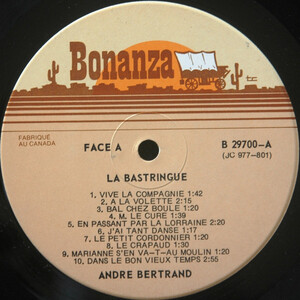 Bonanza
FABRIQUÉ
AU CANADA
FACE A
B 29700-A
(JC 977-801)
LA BASTRINGUE
1. VIVE LA COMPAGNIE 1:42
2. A LA VOLETTE 2:15
3. BAL CHEZ BOULE 1:20
4. M. LE CURE 1:39
5. EN PASSANT PAR LA LORRAINE 2:20
6. J'AI TANT DANSE 1:17
7. LE PETIT CORDONNIER 1:20
8. LE CRAPAUD 1:30
9. MARIANNE S'EN VA-T-AU MOULIN 1:20
10. DANS LE BON VIEUX TEMPS 2:55
ANDRE BERTRAND